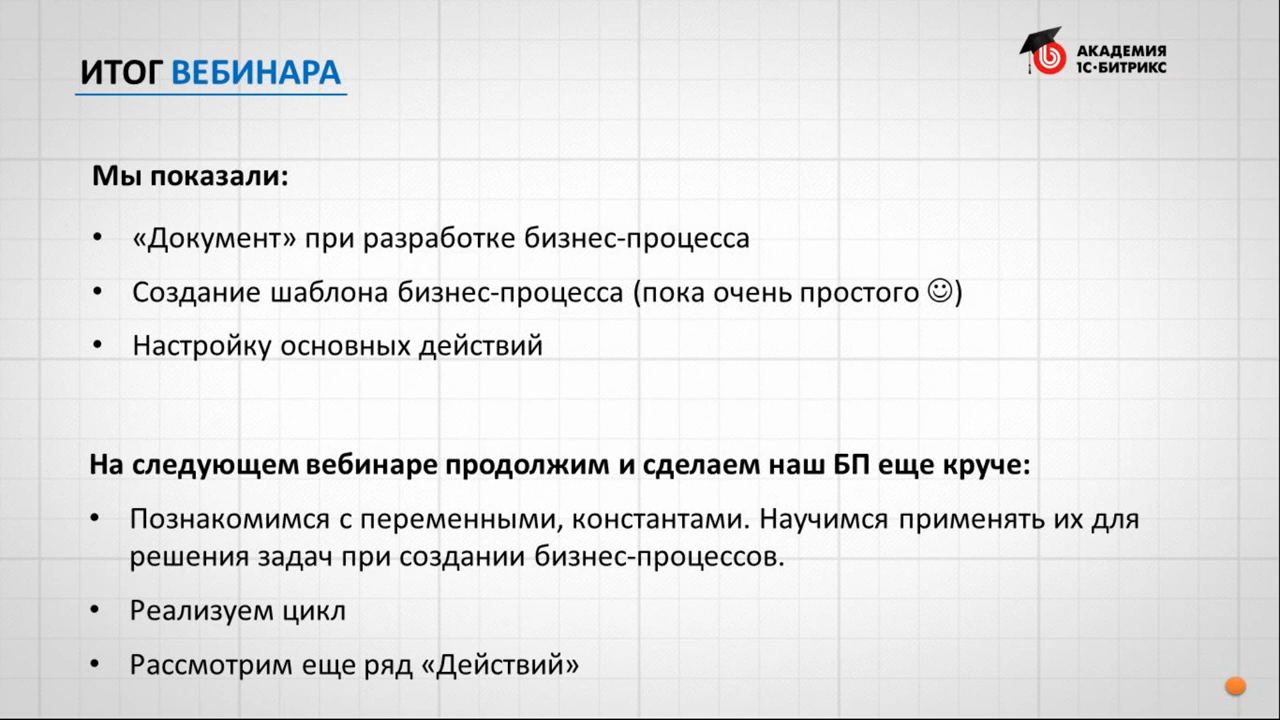 ИТОГ ВЕБИНАРА
АКАДЕМИЯ
1С·БИТРИКС
Мы показали:
• «Документ» при разработке бизнес-процесса
• Создание шаблона бизнес-процесса (пока очень простого ☺)
• Настройку основных действий
На следующем вебинаре продолжим и сделаем наш БП еще круче:
• Познакомимся с переменными, константами. Научимся применять их для
решения задач при создании бизнес-процессов.
• Реализуем цикл
• Рассмотрим еще ряд «Действий»